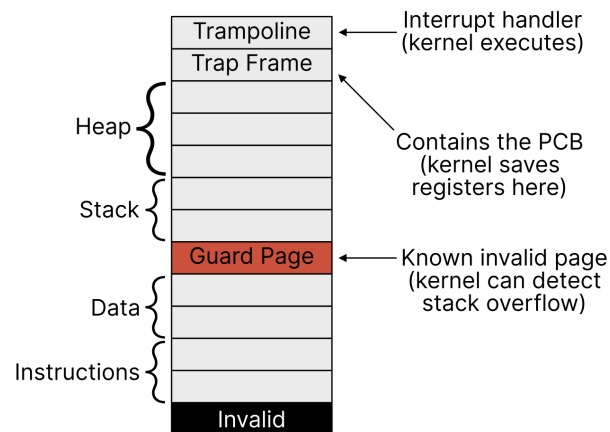 Trampoline
Interrupt handler
(kernel executes)
Trap Frame
Heap
Contains the PCB
(kernel saves
registers here)
Stack
Guard Page
Known invalid page
(kernel can detect
stack overflow)
Data
Instructions
Invalid